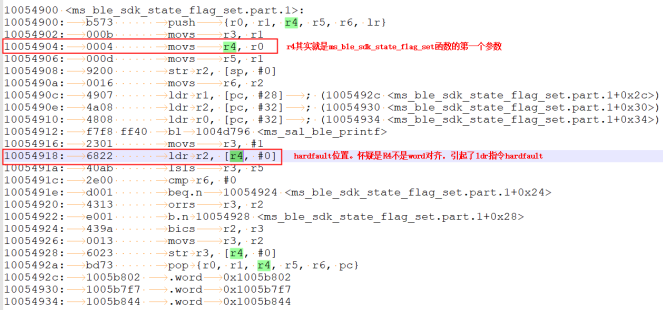 10054900 <ms_ble_sdk_state_flag_set.part.1>:
10054900: b573 push {r0, r1, r4, r5, r6, lr}
10054902: 000b movs r3, r1
10054904: 0004 movs r4, r0 r4其实就是ms_ble_sdk_state_flag_set函数的第一个参数
10054906: 000d movs r5, r1
10054908: 9200 str r2, [sp, #0]
1005490a: 0016 movs r6, r2
1005490c: 4907 ldr r1, [pc, #28] ; (1005492c <ms_ble_sdk_state_flag_set.part.1+0x2c>)
1005490e: 4a08 ldr r2, [pc, #32] ; (10054930 <ms_ble_sdk_state_flag_set.part.1+0x30>)
10054910: 4808 ldr r0, [pc, #32] ; (10054934 <ms_ble_sdk_state_flag_set.part.1+0x34>)
10054912: f7f8 ff40 bl 1004d796 <ms_sal_ble_printf>
10054916: 2301 movs r3, #1
10054918: 6822 ldr r2, [r4, #0] hardfault位置。怀疑是R4不是word对齐。引起了ldr指令hardfault
1005491a: 40ab lsls r3, r5
1005491c: 2e00 cmp r6, #0
1005491e: d001 beq.n 10054924 <ms_ble_sdk_state_flag_set.part.1+0x24>
10054920: 4313 orrs r3, r2
10054922: e001 b.n 10054928 <ms_ble_sdk_state_flag_set.part.1+0x28>
10054924: 439a bics r2, r3
10054926: 0013 movs r3, r2
10054928: 6023 str r3, [r4, #0]
1005492a: bd73 pop {r0, r1, r4, r5, r6, pc}
1005492c: 1005b802 .word 0x1005b802
10054930: 1005b7f7 .word 0x1005b7f7
10054934: 1005b844 .word 0x1005b844